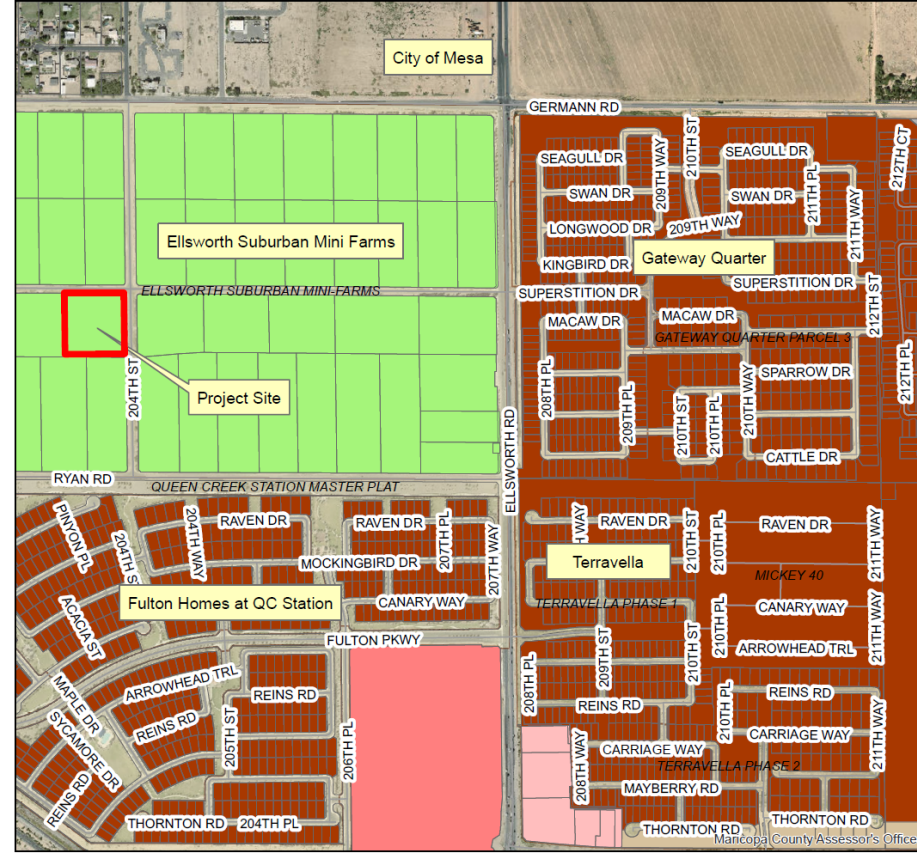 City of Mesa
GERMANN RD
SEAGULL DR
209TH WAY
210TH ST
SEAGULL DR
212TH CT
SWAN DR
SWAN DR
211TH PL
LONGWOOD DR
209TH WAY
211TH WAY
Ellsworth Suburban Mini Farms
Gateway Quarter
KINGBIRD DR
ELLSWORTH SUBURBAN MINI-FARMS
SUPERSTITION DR
SUPERSTITION DR
212TH ST
MACAW DR
MACAW DR
GATEWAY QUARTER PARCEL 3
204TH ST
Project Site
208TH PL
209TH PL
SPARROW DR
212TH PL
210TH ST
210TH PL
210TH WAY
ELLSWORTH RD
CATTLE DR
RYAN RD
QUEEN CREEK STATION MASTER PLAT
PINYON PL
204TH ST
204TH WAY
RAVEN DR
RAVEN DR
207TH PL
207TH WAY
RAVEN DR
210TH ST
210TH PL
RAVEN DR
211TH WAY
MOCKINGBIRD DR
Terravella
MICKEY 40
ACACIA ST
Fulton Homes at QC Station
CANARY WAY
TERRAVELLA PHASE 1
CANARY WAY
FULTON PKWY
209TH ST
210TH ST
210TH PL
ARROWHEAD TRL
211TH WAY
MAPLE DR
ARROWHEAD TRL
REINS RD
208TH PL
REINS RD
210TH PL
REINS RD
SYCAMORE DR
REINS RD
205TH ST
206TH PL
208TH WAY
CARRIAGE WAY
CARRIAGE WAY
211TH WAY
TERRAVELLA PHASE 2
REINS RD
MAYBERRY RD
THORNTON RD
204TH PL
THORNTON RD
THORNTON RD
Maricopa County Assessor's Office